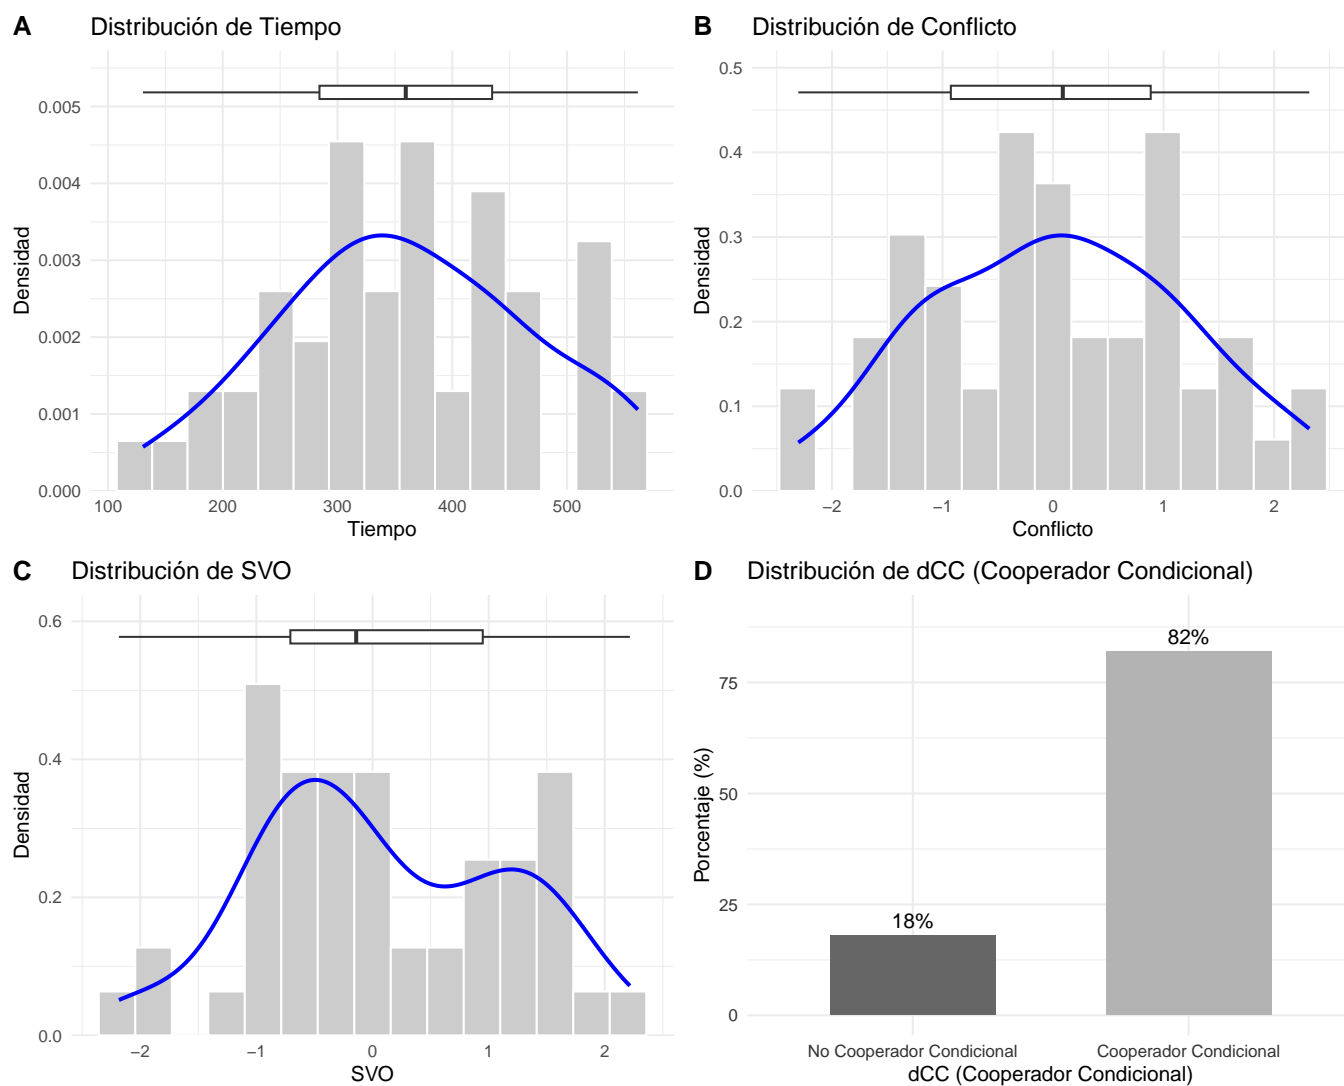 A Distribución de Tiempo
0.005
0.004
0.003
0.002
0.001
0.000
Densidad
100 200 300 400 500
Tiempo
B Distribución de Conflicto
0.5
0.4
0.3
0.2
0.1
0.0
Densidad
−2 −1 0 1 2
Conflicto
C Distribución de SVO
0.6
0.4
0.2
0.0
Densidad
−2 −1 0 1 2
SVO
D Distribución de dCC (Cooperador Condicional)
82%
18%
75
50
25
0
Porcentaje (%)
No Cooperador Condicional Cooperador Condicional
dCC (Cooperador Condicional)